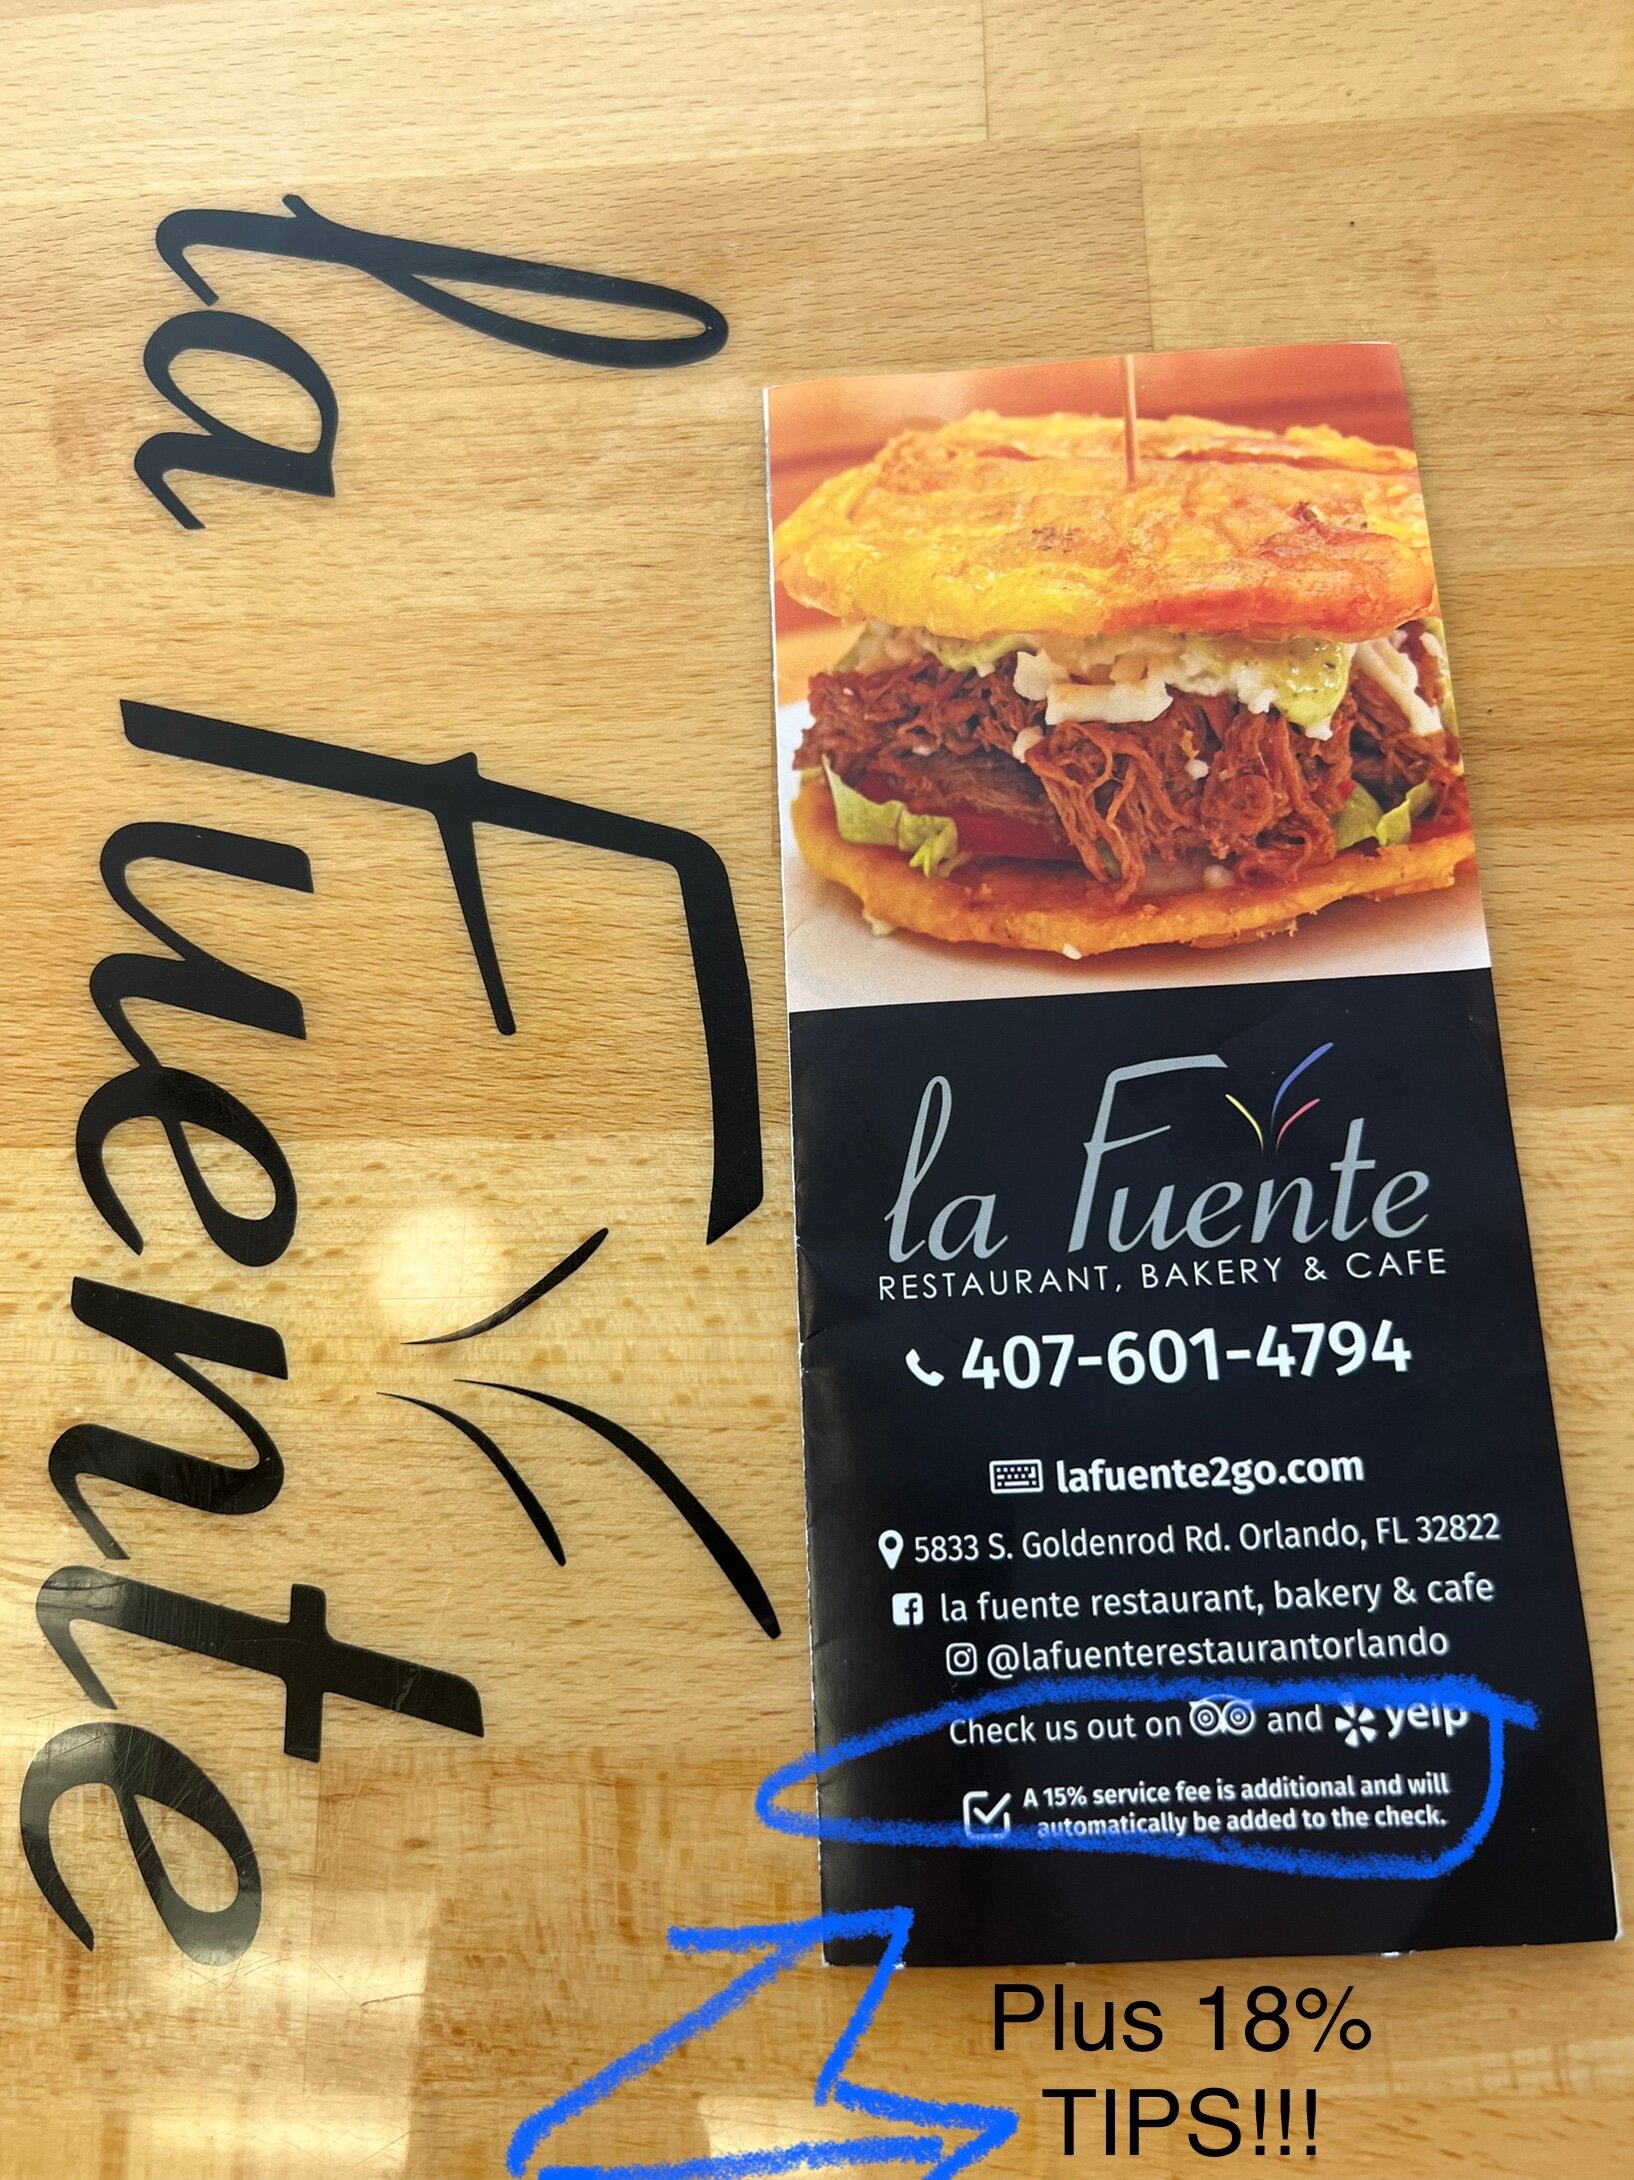 la Fuente
la Fuente
RESTAURANT, BAKERY & CAFE
407-601-4794
lafuente2go.com
5833 S. Goldenrod Rd. Orlando, FL 32822
la fuente restaurant, bakery & cafe
@lafuenterestaurantorlando
Check us out on and yelp
A 15% service fee is additional and will
automatically be added to the check.
Plus 18%
TIPS!!!